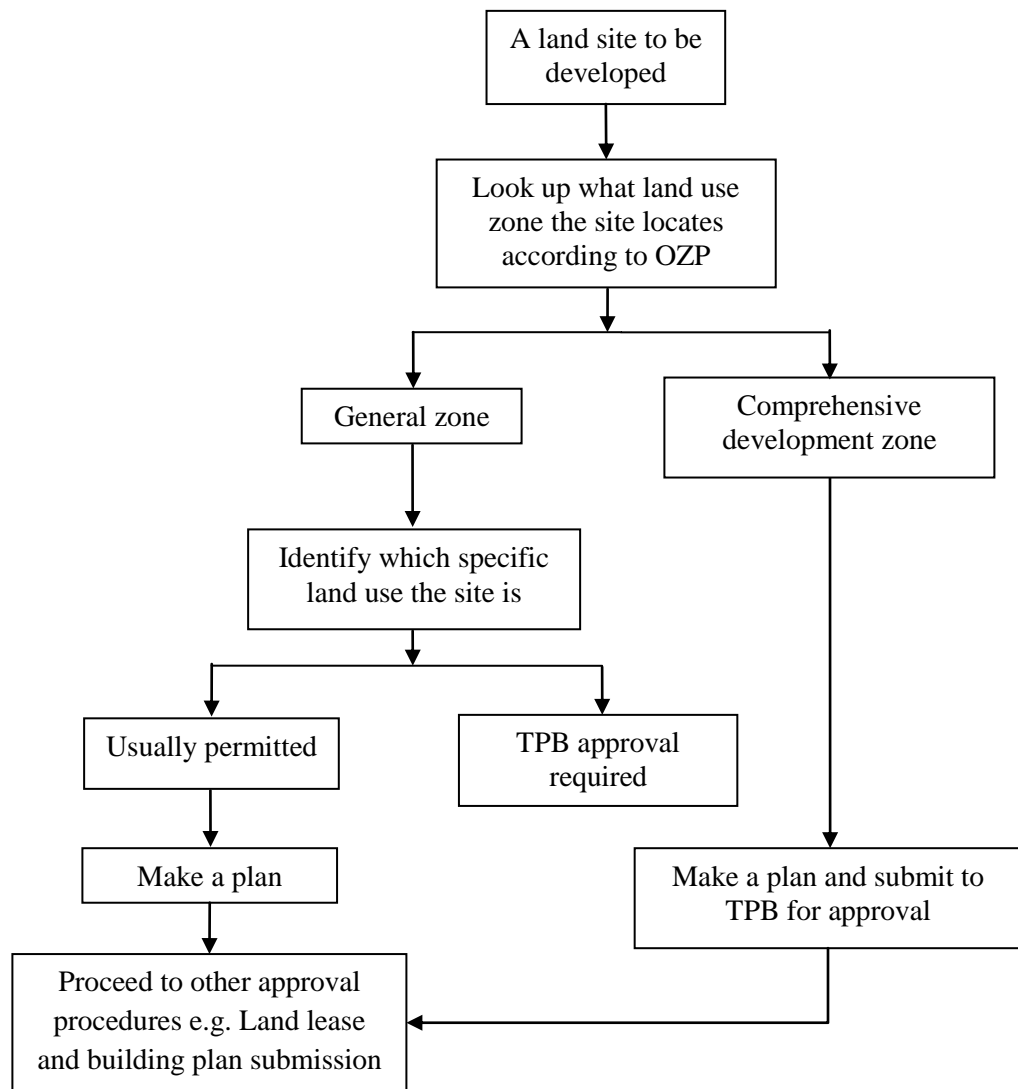 A land site to be
developed
Look up what land use
zone the site locates
according to OZP
General zone
Comprehensive
development zone
Identify which specific
land use the site is
Usually permitted
TPB approval
required
Make a plan
Make a plan and submit to
TPB for approval
Proceed to other approval
procedures e.g. Land lease
and building plan submission